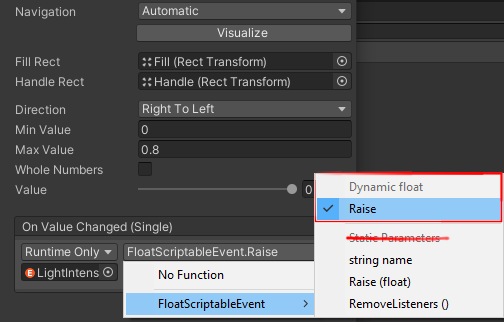 Navigation Automatic
Visualize
Fill Rect Fill (Rect Transform)
Handle Rect Handle (Rect Transform)
Direction Right To Left
Min Value 0
Max Value 0.8
Whole Numbers
Value 0
Dynamic float
Raise
On Value Changed (Single)
Static Parameters
Runtime Only FloatScriptableEvent.Raise
string name
E LightIntens
No Function
Raise (float)
FloatScriptableEvent
RemoveListeners ()